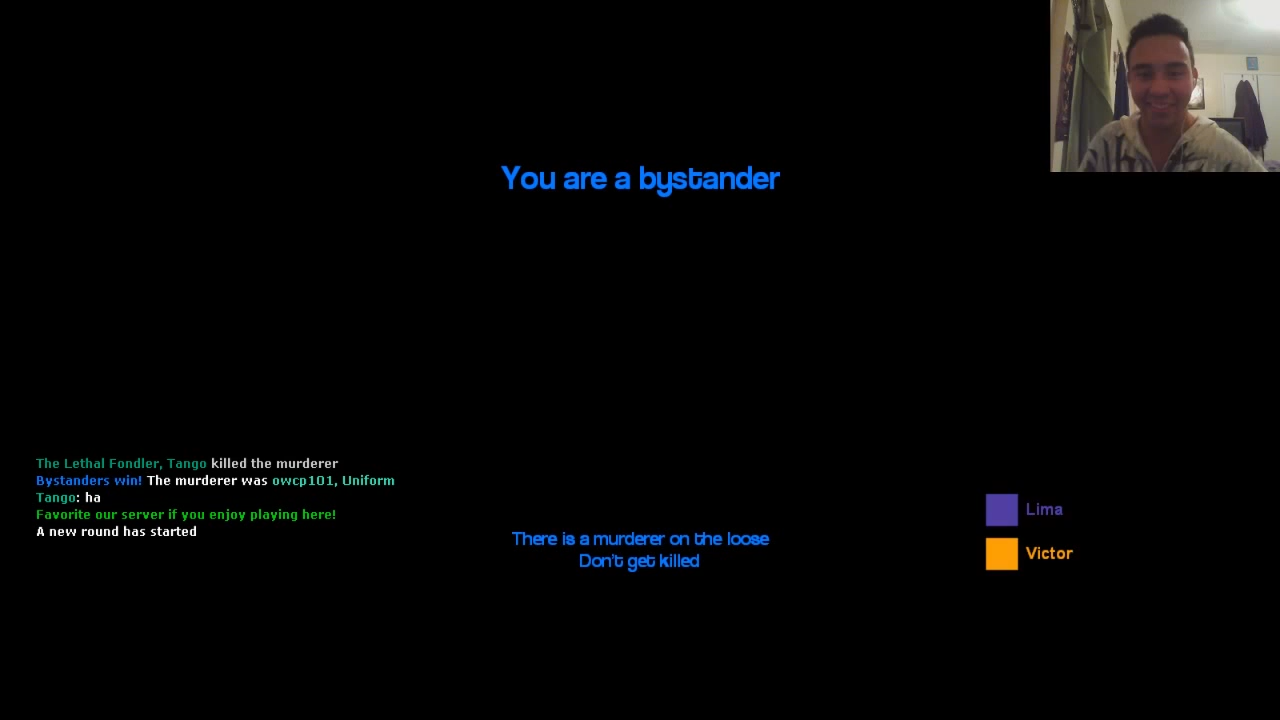 You are a bystander
The Lethal Fondler, Tango killed the murderer
Bystanders win! The murderer was owcp101, Uniform
Tango: ha
Favorite our server if you enjoy playing here!
A new round has started
There is a murderer on the loose
Don't get killed
Lima
Victor